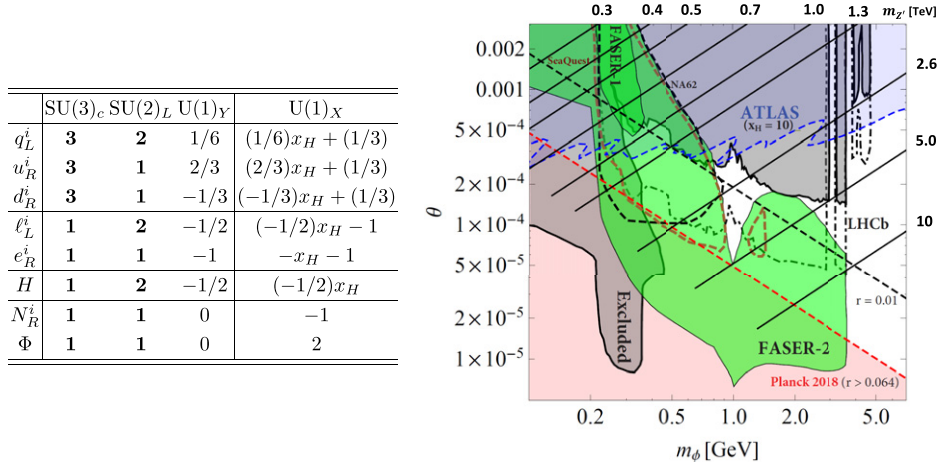 SU(3)c SU(2)L U(1)Y U(1)X
q^i_L 3 2 1/6 (1/6)x_H + (1/3)
u^i_R 3 1 2/3 (2/3)x_H + (1/3)
d^i_R 3 1 −1/3 (−1/3)x_H + (1/3)
ℓ^i_L 1 2 −1/2 (−1/2)x_H − 1
e^i_R 1 1 −1 −x_H − 1
H 1 2 −1/2 (−1/2)x_H
N^i_R 1 1 0 −1
Φ 1 1 0 2
0.3 0.4 0.5 0.7 1.0 1.3 m_Z' [TeV]
2.6
5.0
10
0.002
0.001
5×10⁻⁴
2×10⁻⁴
1×10⁻⁴
5×10⁻⁵
2×10⁻⁵
1×10⁻⁵
θ
SeaQuest
FASER-1
NA62
ATLAS
(x_H = 10)
LHCb
r = 0.01
Excluded
FASER-2
Planck 2018 (r > 0.064)
0.2 0.5 1.0 2.0 5.0
m_ϕ [GeV]